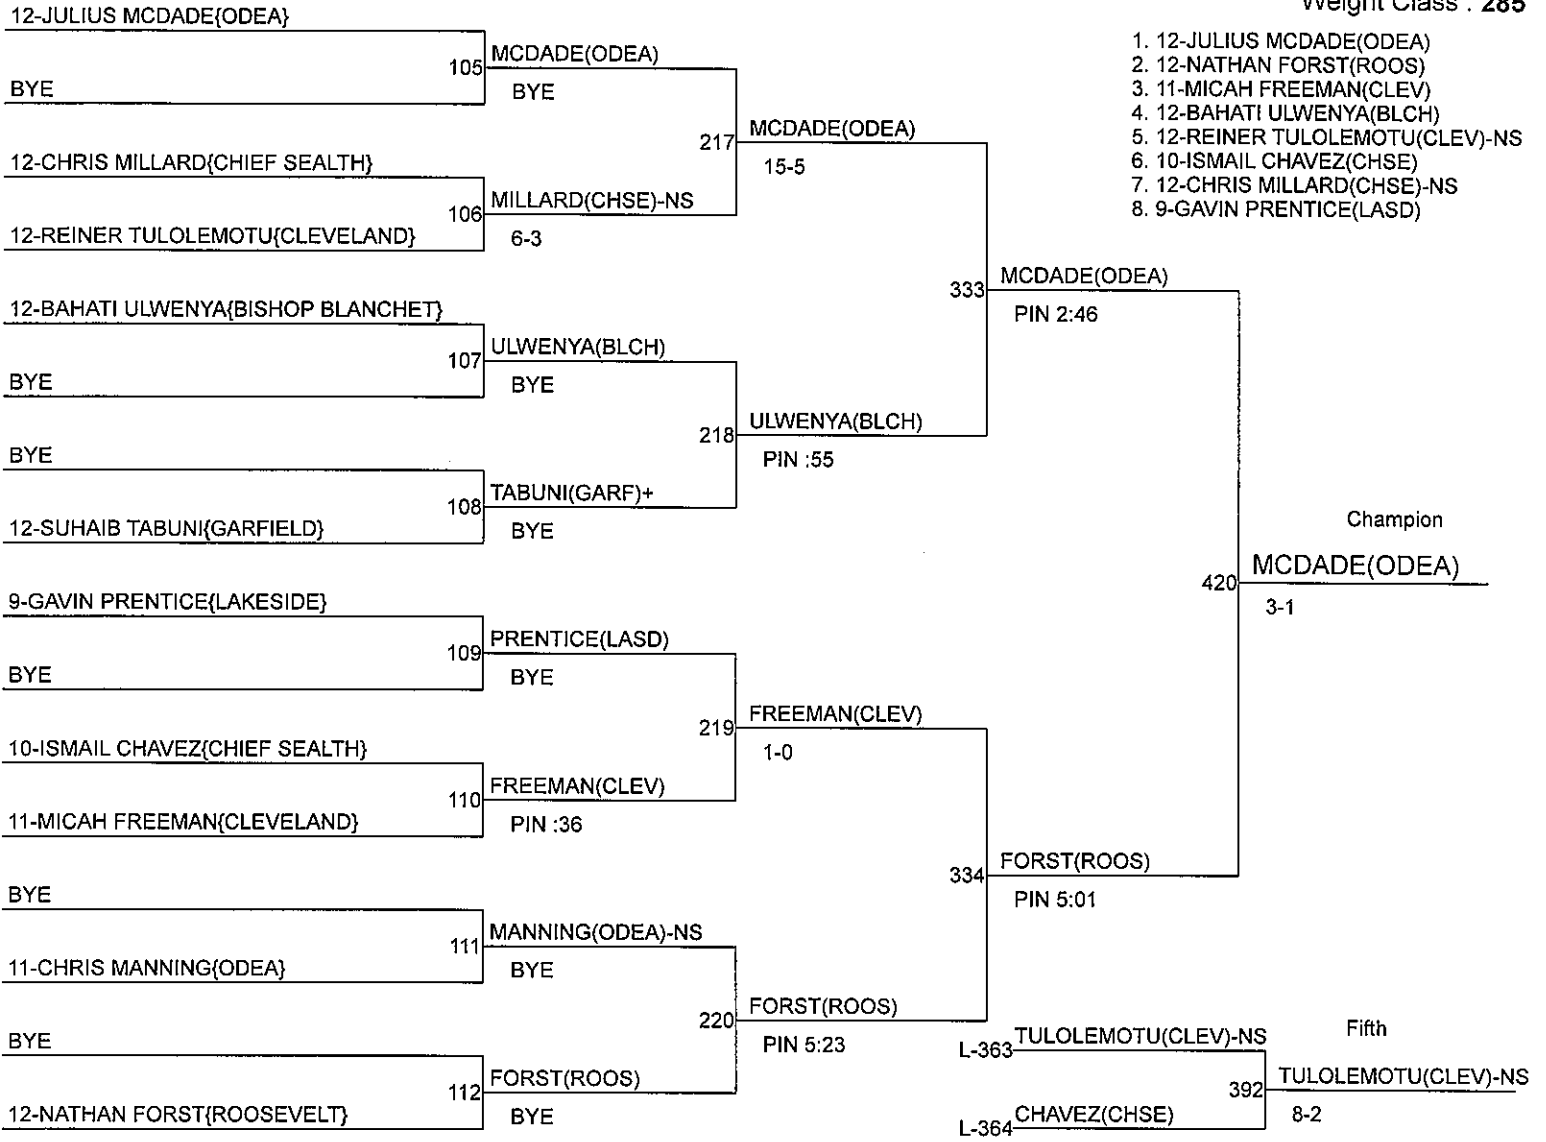 12-JULIUS MCDADE{ODEA}
Weight Class : 285
1. 12-JULIUS MCDADE(ODEA)
2. 12-NATHAN FORST(ROOS)
3. 11-MICAH FREEMAN(CLEV)
4. 12-BAHATI ULWENYA(BLCH)
5. 12-REINER TULOLEMOTU(CLEV)-NS
6. 10-ISMAIL CHAVEZ(CHSE)
7. 12-CHRIS MILLARD(CHSE)-NS
8. 9-GAVIN PRENTICE(LASD)
BYE
12-CHRIS MILLARD{CHIEF SEALTH}
12-REINER TULOLEMOTU{CLEVELAND}
12-BAHATI ULWENYA{BISHOP BLANCHET}
BYE
BYE
12-SUHAIB TABUNI{GARFIELD}
9-GAVIN PRENTICE{LAKESIDE}
BYE
10-ISMAIL CHAVEZ{CHIEF SEALTH}
11-MICAH FREEMAN{CLEVELAND}
BYE
11-CHRIS MANNING{ODEA}
BYE
12-NATHAN FORST{ROOSEVELT}
105 MCDADE(ODEA)
BYE
106 MILLARD(CHSE)-NS
6-3
107 ULWENYA(BLCH)
BYE
108 TABUNI(GARF)+
BYE
109 PRENTICE(LASD)
BYE
110 FREEMAN(CLEV)
PIN :36
111 MANNING(ODEA)-NS
BYE
112 FORST(ROOS)
BYE
217 MCDADE(ODEA)
15-5
218 ULWENYA(BLCH)
PIN :55
219 FREEMAN(CLEV)
1-0
220 FORST(ROOS)
PIN 5:23
333 MCDADE(ODEA)
PIN 2:46
334 FORST(ROOS)
PIN 5:01
Champion
420 MCDADE(ODEA)
3-1
Fifth
L-363 TULOLEMOTU(CLEV)-NS
392 TULOLEMOTU(CLEV)-NS
8-2
L-364 CHAVEZ(CHSE)